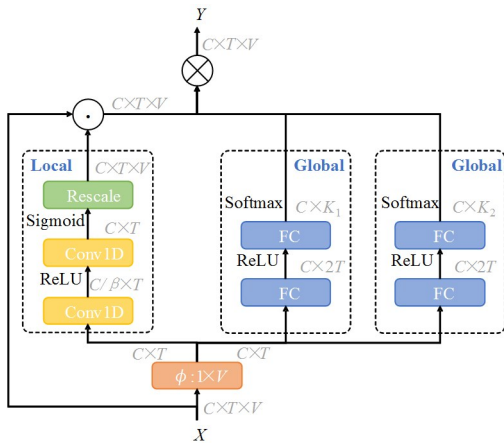 Y
C×T×V
C×T×V
Local
C×T×V
Rescale
Sigmoid
C×T
Conv1D
ReLU
C/β×T
Conv1D
Global
Softmax
C×K₁
FC
ReLU
C×2T
FC
Global
Softmax
C×K₂
FC
ReLU
C×2T
FC
C×T
C×T
ϕ:1×V
C×T×V
X